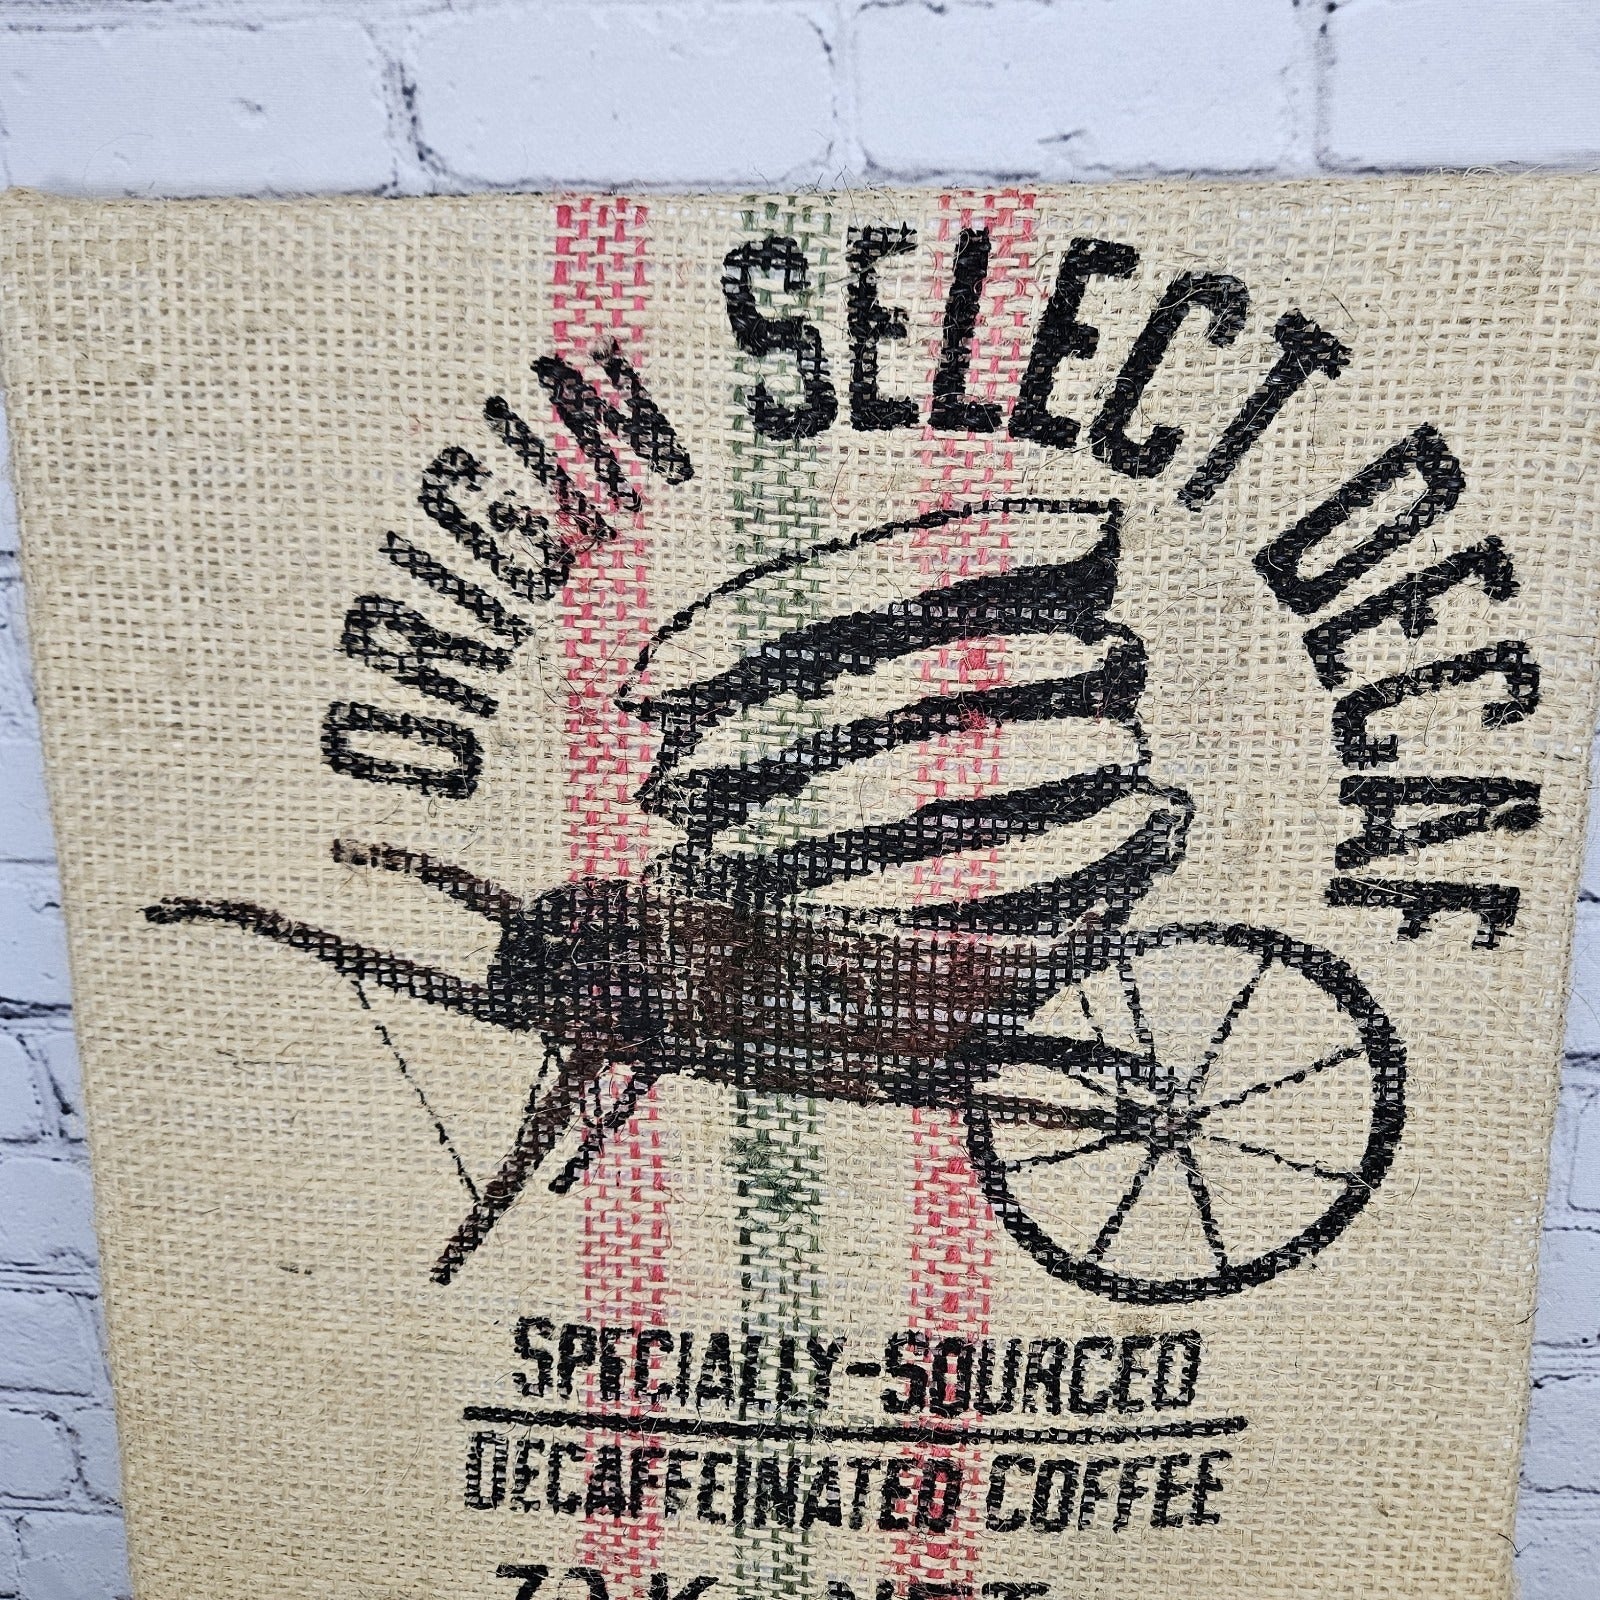 ORIGIN SELECT DECAF
SPECIALLY-SOURCED
DECAFFEINATED COFFEE